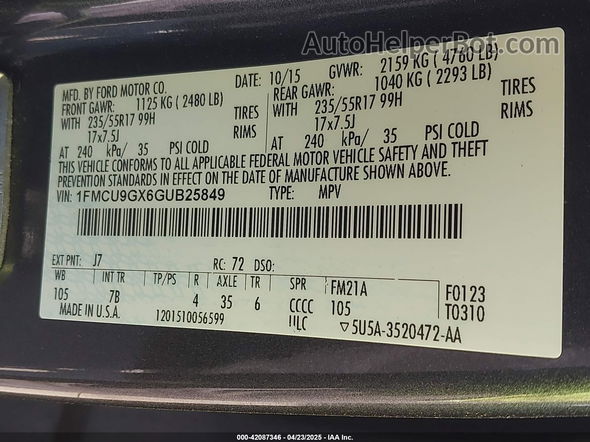 AutoHelperBot.com
MFD. BY FORD MOTOR CO. DATE: 10/15 GVWR: 2159 KG ( 4760 LB)
FRONT GAWR: 1125 KG ( 2480 LB) REAR GAWR: 1040 KG ( 2293 LB)
WITH 235/55R17 99H TIRES WITH 235/55R17 99H TIRES
17x7.5J RIMS 17x7.5J RIMS
AT 240 kPa/ 35 PSI COLD AT 240 kPa/ 35 PSI COLD
THIS VEHICLE CONFORMS TO ALL APPLICABLE FEDERAL MOTOR VEHICLE SAFETY AND THEFT
PREVENTION STANDARDS IN EFFECT ON THE DATE OF MANUFACTURE SHOWN ABOVE.
VIN: 1FMCU9GX6GUB25849 TYPE: MPV
EXT PNT: J7 RC: 72 DSO:
WB INT TR TP/PS R AXLE TR SPR FM21A F0123
105 7B 4 35 6 CCCC 105 T0310
MADE IN U.S.A. 1201510056599 5U5A-3520472-AA
000-42087346 - 04/23/2025 - IAA Inc.